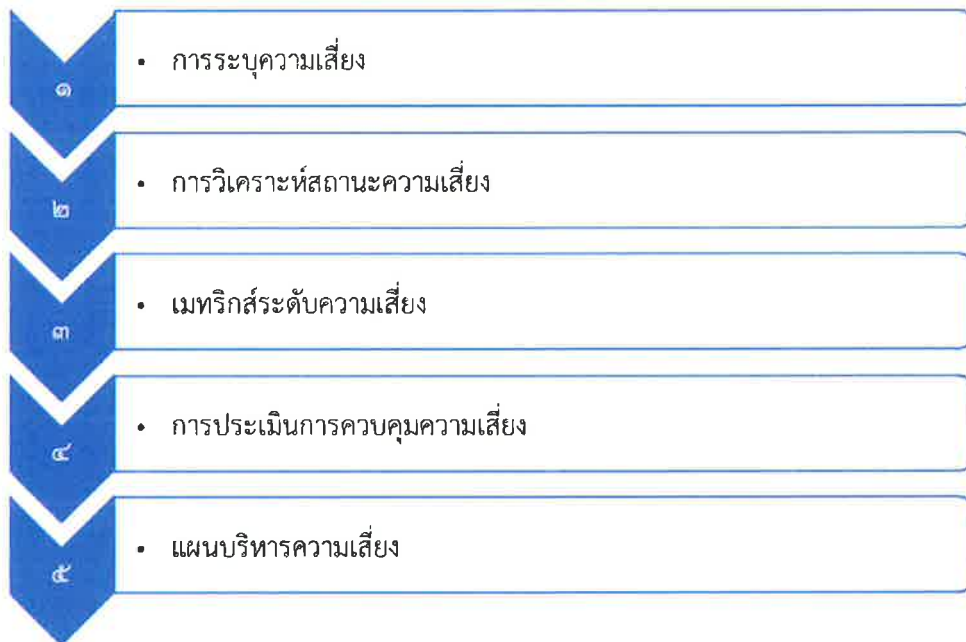 ๑
• การระบุความเสี่ยง
๒
• การวิเคราะห์สถานะความเสี่ยง
๓
• เมทริกส์ระดับความเสี่ยง
๔
• การประเมินการควบคุมความเสี่ยง
๕
• แผนบริหารความเสี่ยง